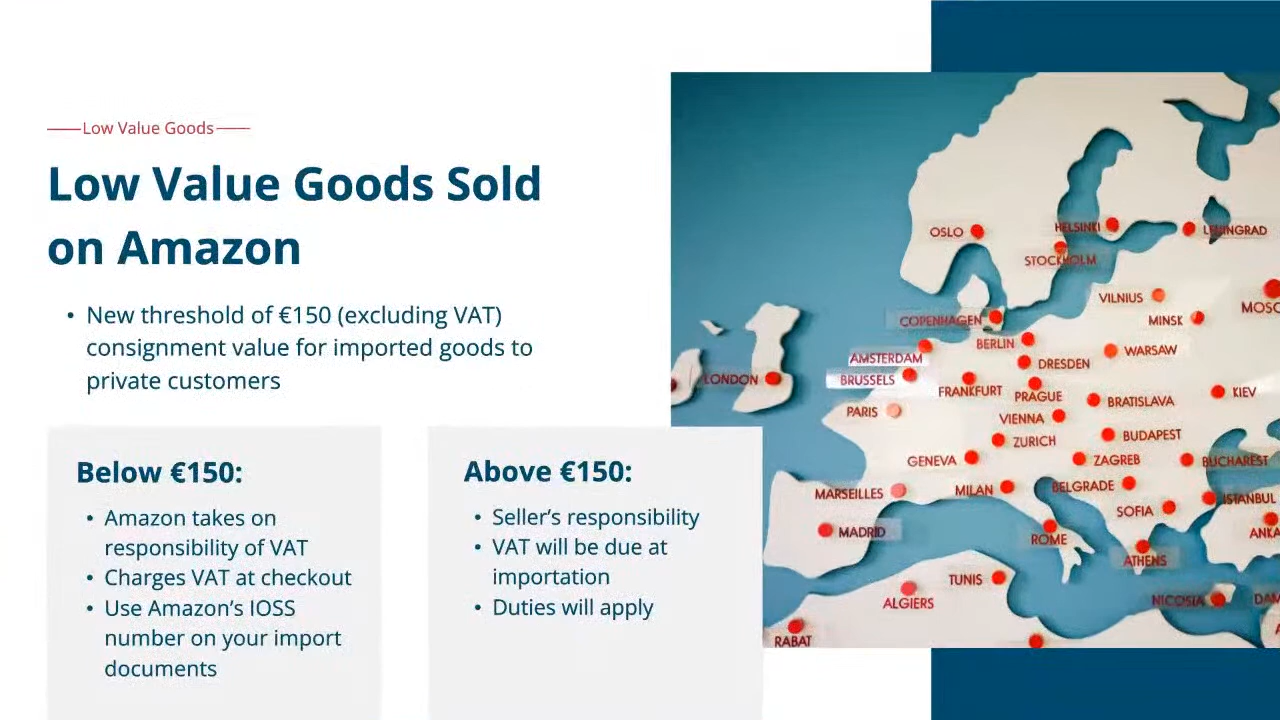 Low Value Goods
Low Value Goods Sold
on Amazon
• New threshold of €150 (excluding VAT)
consignment value for imported goods to
private customers
Below €150:
• Amazon takes on
responsibility of VAT
• Charges VAT at checkout
• Use Amazon's IOSS
number on your import
documents
Above €150:
• Seller's responsibility
• VAT will be due at
importation
• Duties will apply
OSLO
HELSINKI
LENINGRAD
STOCKHOLM
VILNIUS
MOSC
COPENHAGEN
MINSK
BERLIN
AMSTERDAM
DRESDEN
WARSAW
LONDON
BRUSSELS
FRANKFURT
PRAGUE
KIEV
PARIS
BRATISLAVA
VIENNA
ZURICH
BUDAPEST
GENEVA
ZAGREB
BUCHAREST
MARSEILLES
MILAN
BELGRADE
ISTANBUL
SOFIA
MADRID
ROME
ANKA
ATHENS
TUNIS
ALGIERS
NICOSIA
DAM
RABAT